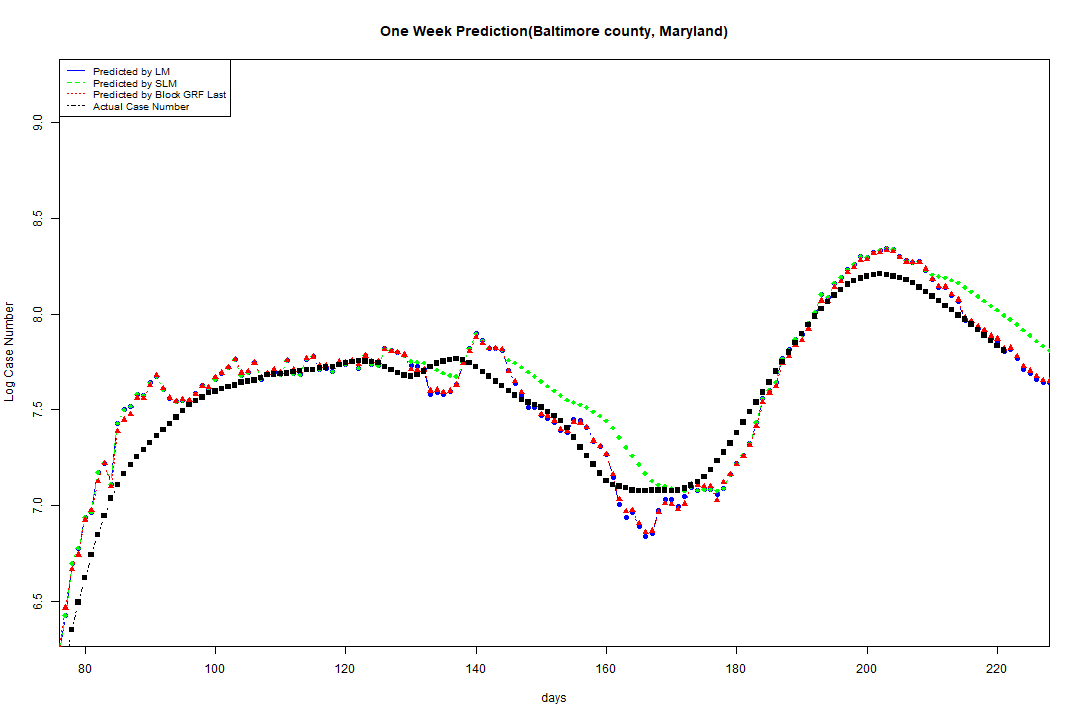 One Week Prediction(Baltimore county, Maryland)
Predicted by LM
Predicted by SLM
Predicted by Block GRF Last
Actual Case Number
Log Case Number
9.0
8.5
8.0
7.5
7.0
6.5
80 100 120 140 160 180 200 220
days